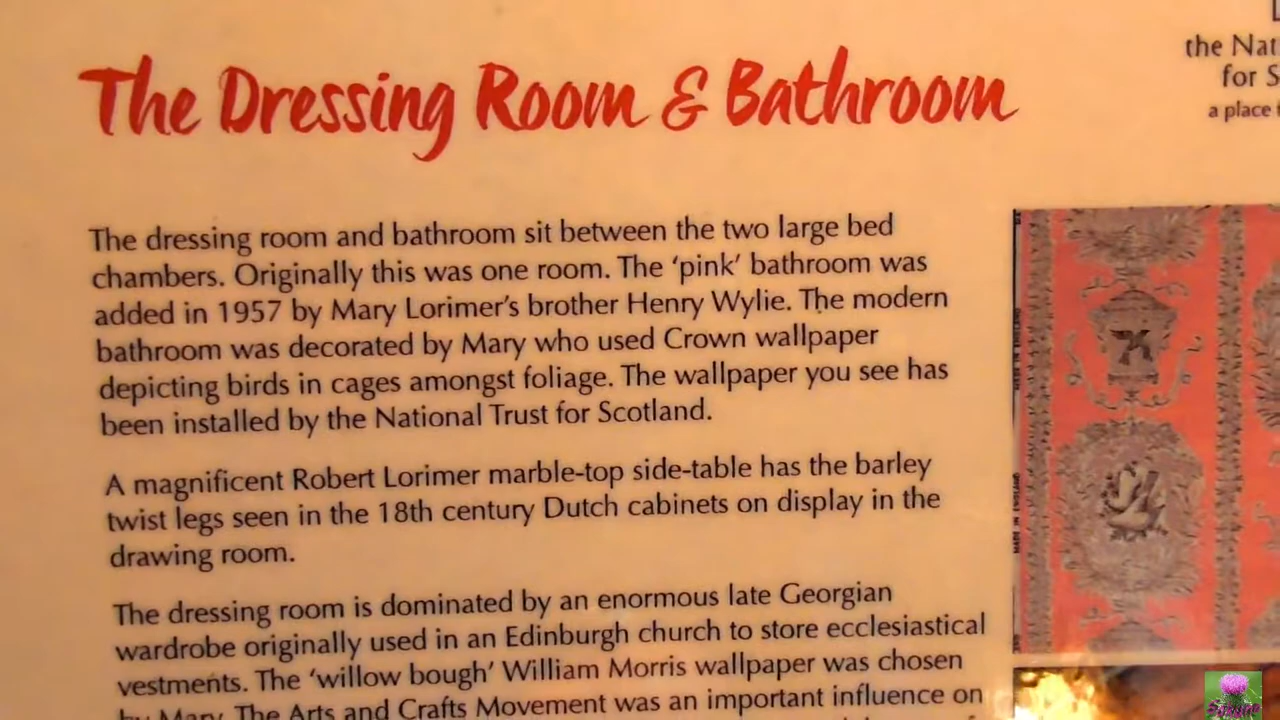 The Dressing Room & Bathroom
the Nat
for S
a place
The dressing room and bathroom sit between the two large bed
chambers. Originally this was one room. The ‘pink’ bathroom was
added in 1957 by Mary Lorimer’s brother Henry Wylie. The modern
bathroom was decorated by Mary who used Crown wallpaper
depicting birds in cages amongst foliage. The wallpaper you see has
been installed by the National Trust for Scotland.
A magnificent Robert Lorimer marble-top side-table has the barley
twist legs seen in the 18th century Dutch cabinets on display in the
drawing room.
The dressing room is dominated by an enormous late Georgian
wardrobe originally used in an Edinburgh church to store ecclesiastical
vestments. The ‘willow bough’ William Morris wallpaper was chosen
by Mary. The Arts and Crafts Movement was an important influence on